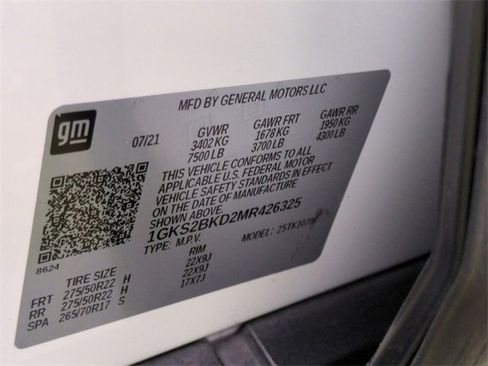 MFD BY GENERAL MOTORS LLC
gm
07/21 GVWR GAWR FRT GAWR RR
3402 KG 1678 KG 1950 KG
7500 LB 3700 LB 4300 LB
THIS VEHICLE CONFORMS TO ALL
APPLICABLE U.S. FEDERAL MOTOR
VEHICLE SAFETY STANDARDS IN EFFECT
ON THE DATE OF MANUFACTURE
SHOWN ABOVE.
1GKS2BKD2MR426325
TYPE: M.P.V. MODEL:
8624
TIRE SIZE RIM
FRT 275/50R22 H 22X9J
RR 275/50R22 H 22X9J
SPA 265/70R17 S 17X7J